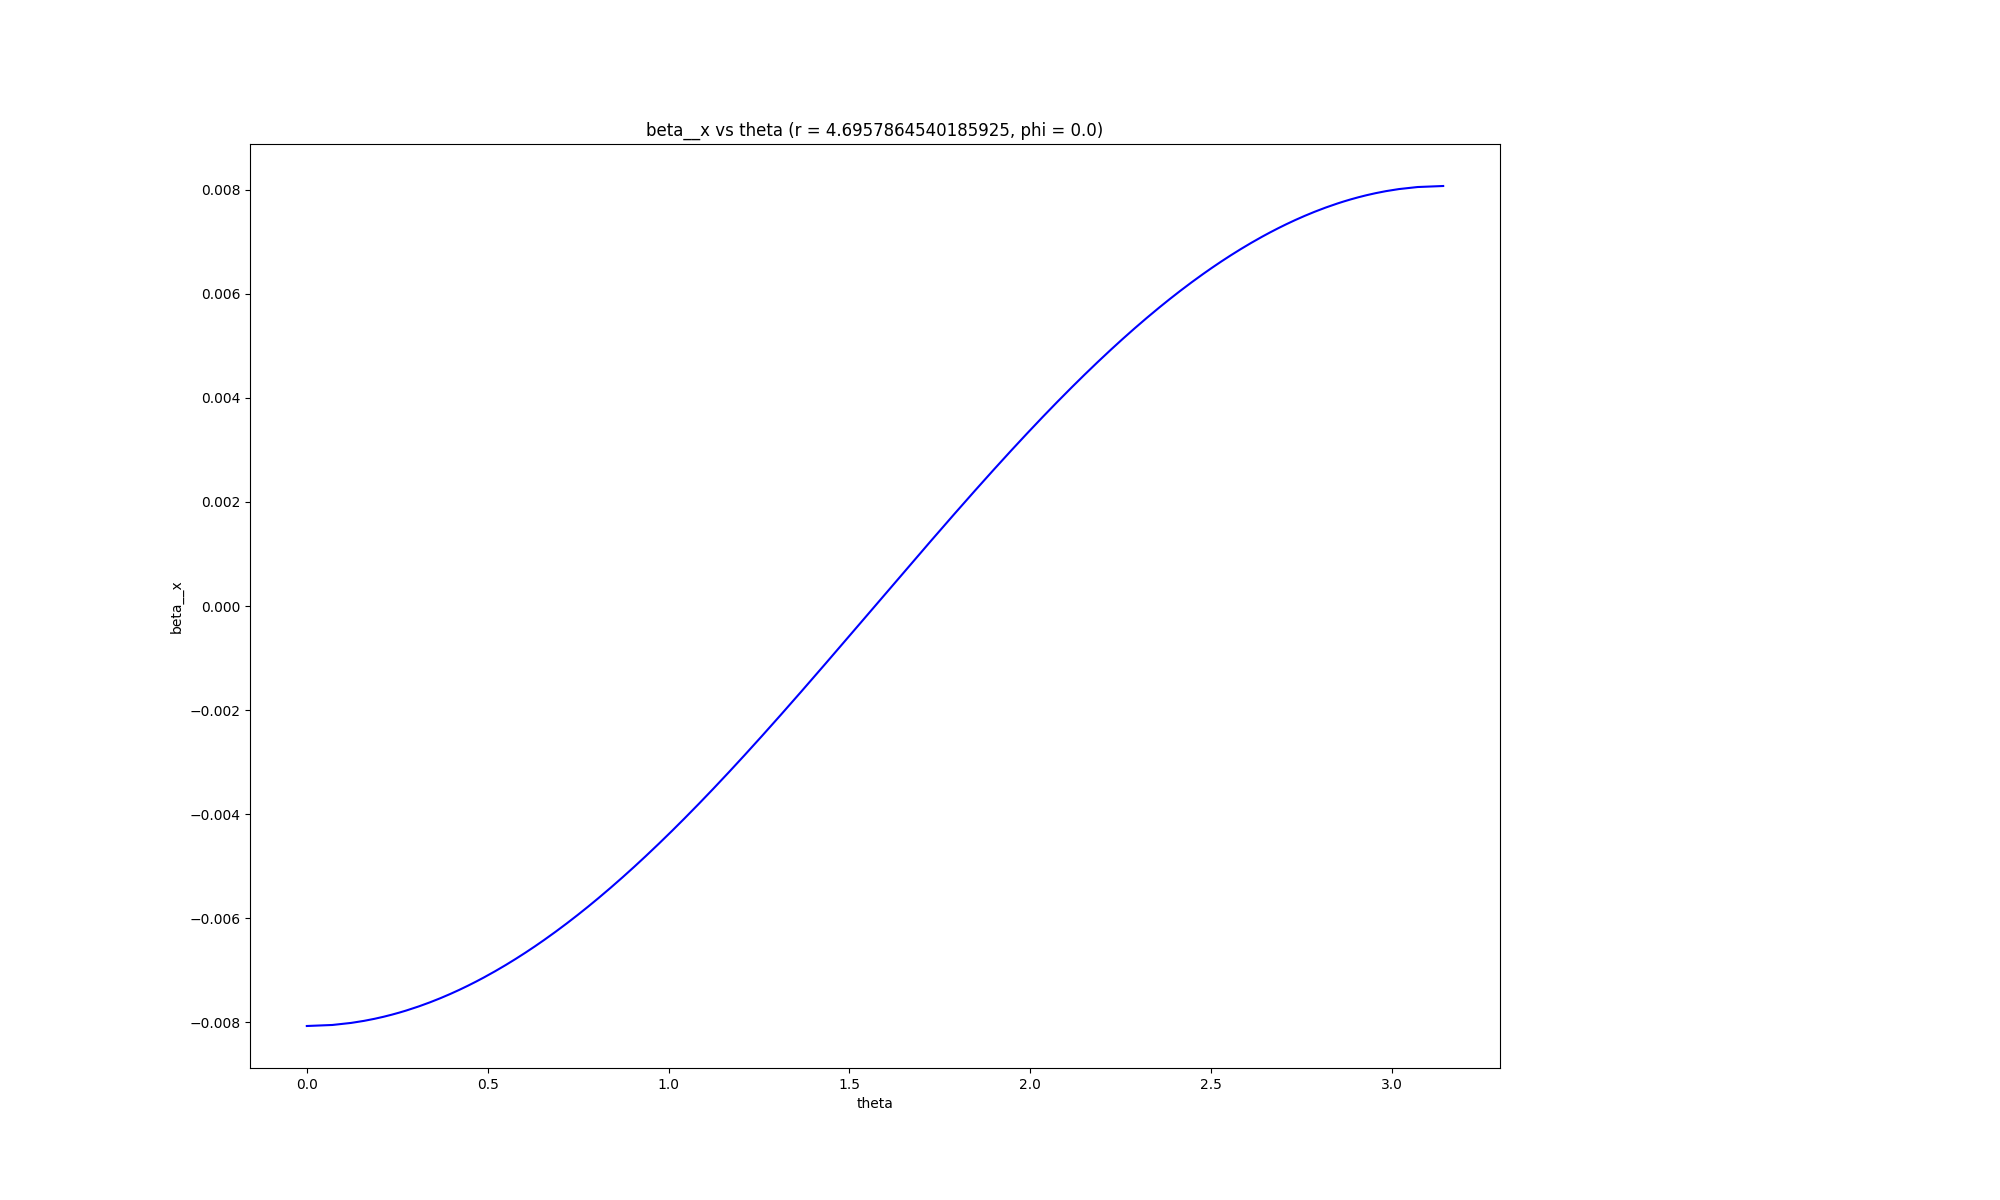 beta__x vs theta (r = 4.6957864540185925, phi = 0.0)
0.008
0.006
0.004
0.002
0.000
−0.002
−0.004
−0.006
−0.008
beta__x
0.0 0.5 1.0 1.5 2.0 2.5 3.0
theta